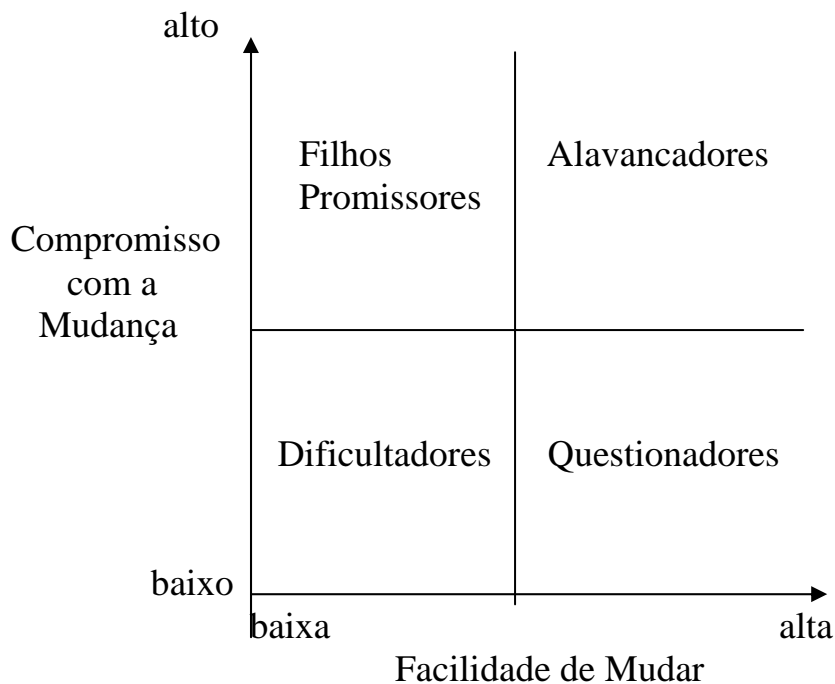 alto
Filhos
Promissores
Alavancadores
Compromisso
com a
Mudança
Dificultadores
Questionadores
baixo
baixa
alta
Facilidade de Mudar